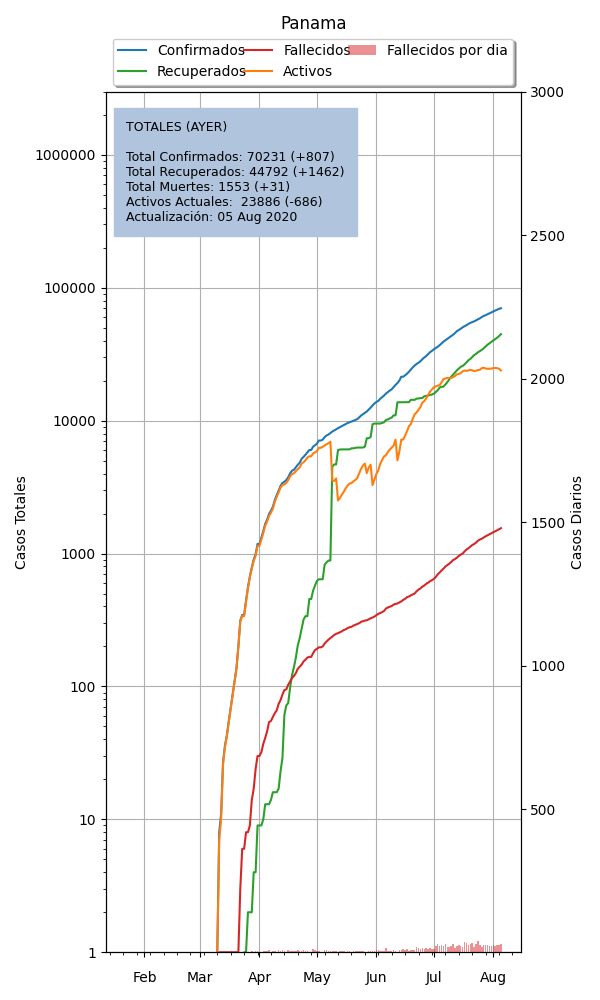 Panama
Confirmados
Recuperados
Fallecidos
Activos
Fallecidos por dia
TOTALES (AYER)
Total Confirmados: 70231 (+807)
Total Recuperados: 44792 (+1462)
Total Muertes: 1553 (+31)
Activos Actuales:  23886 (-686)
Actualización: 05 Aug 2020
1000000
100000
10000
1000
100
10
1
Casos Totales
3000
2500
2000
1500
1000
500
Casos Diarios
Feb Mar Apr May Jun Jul Aug